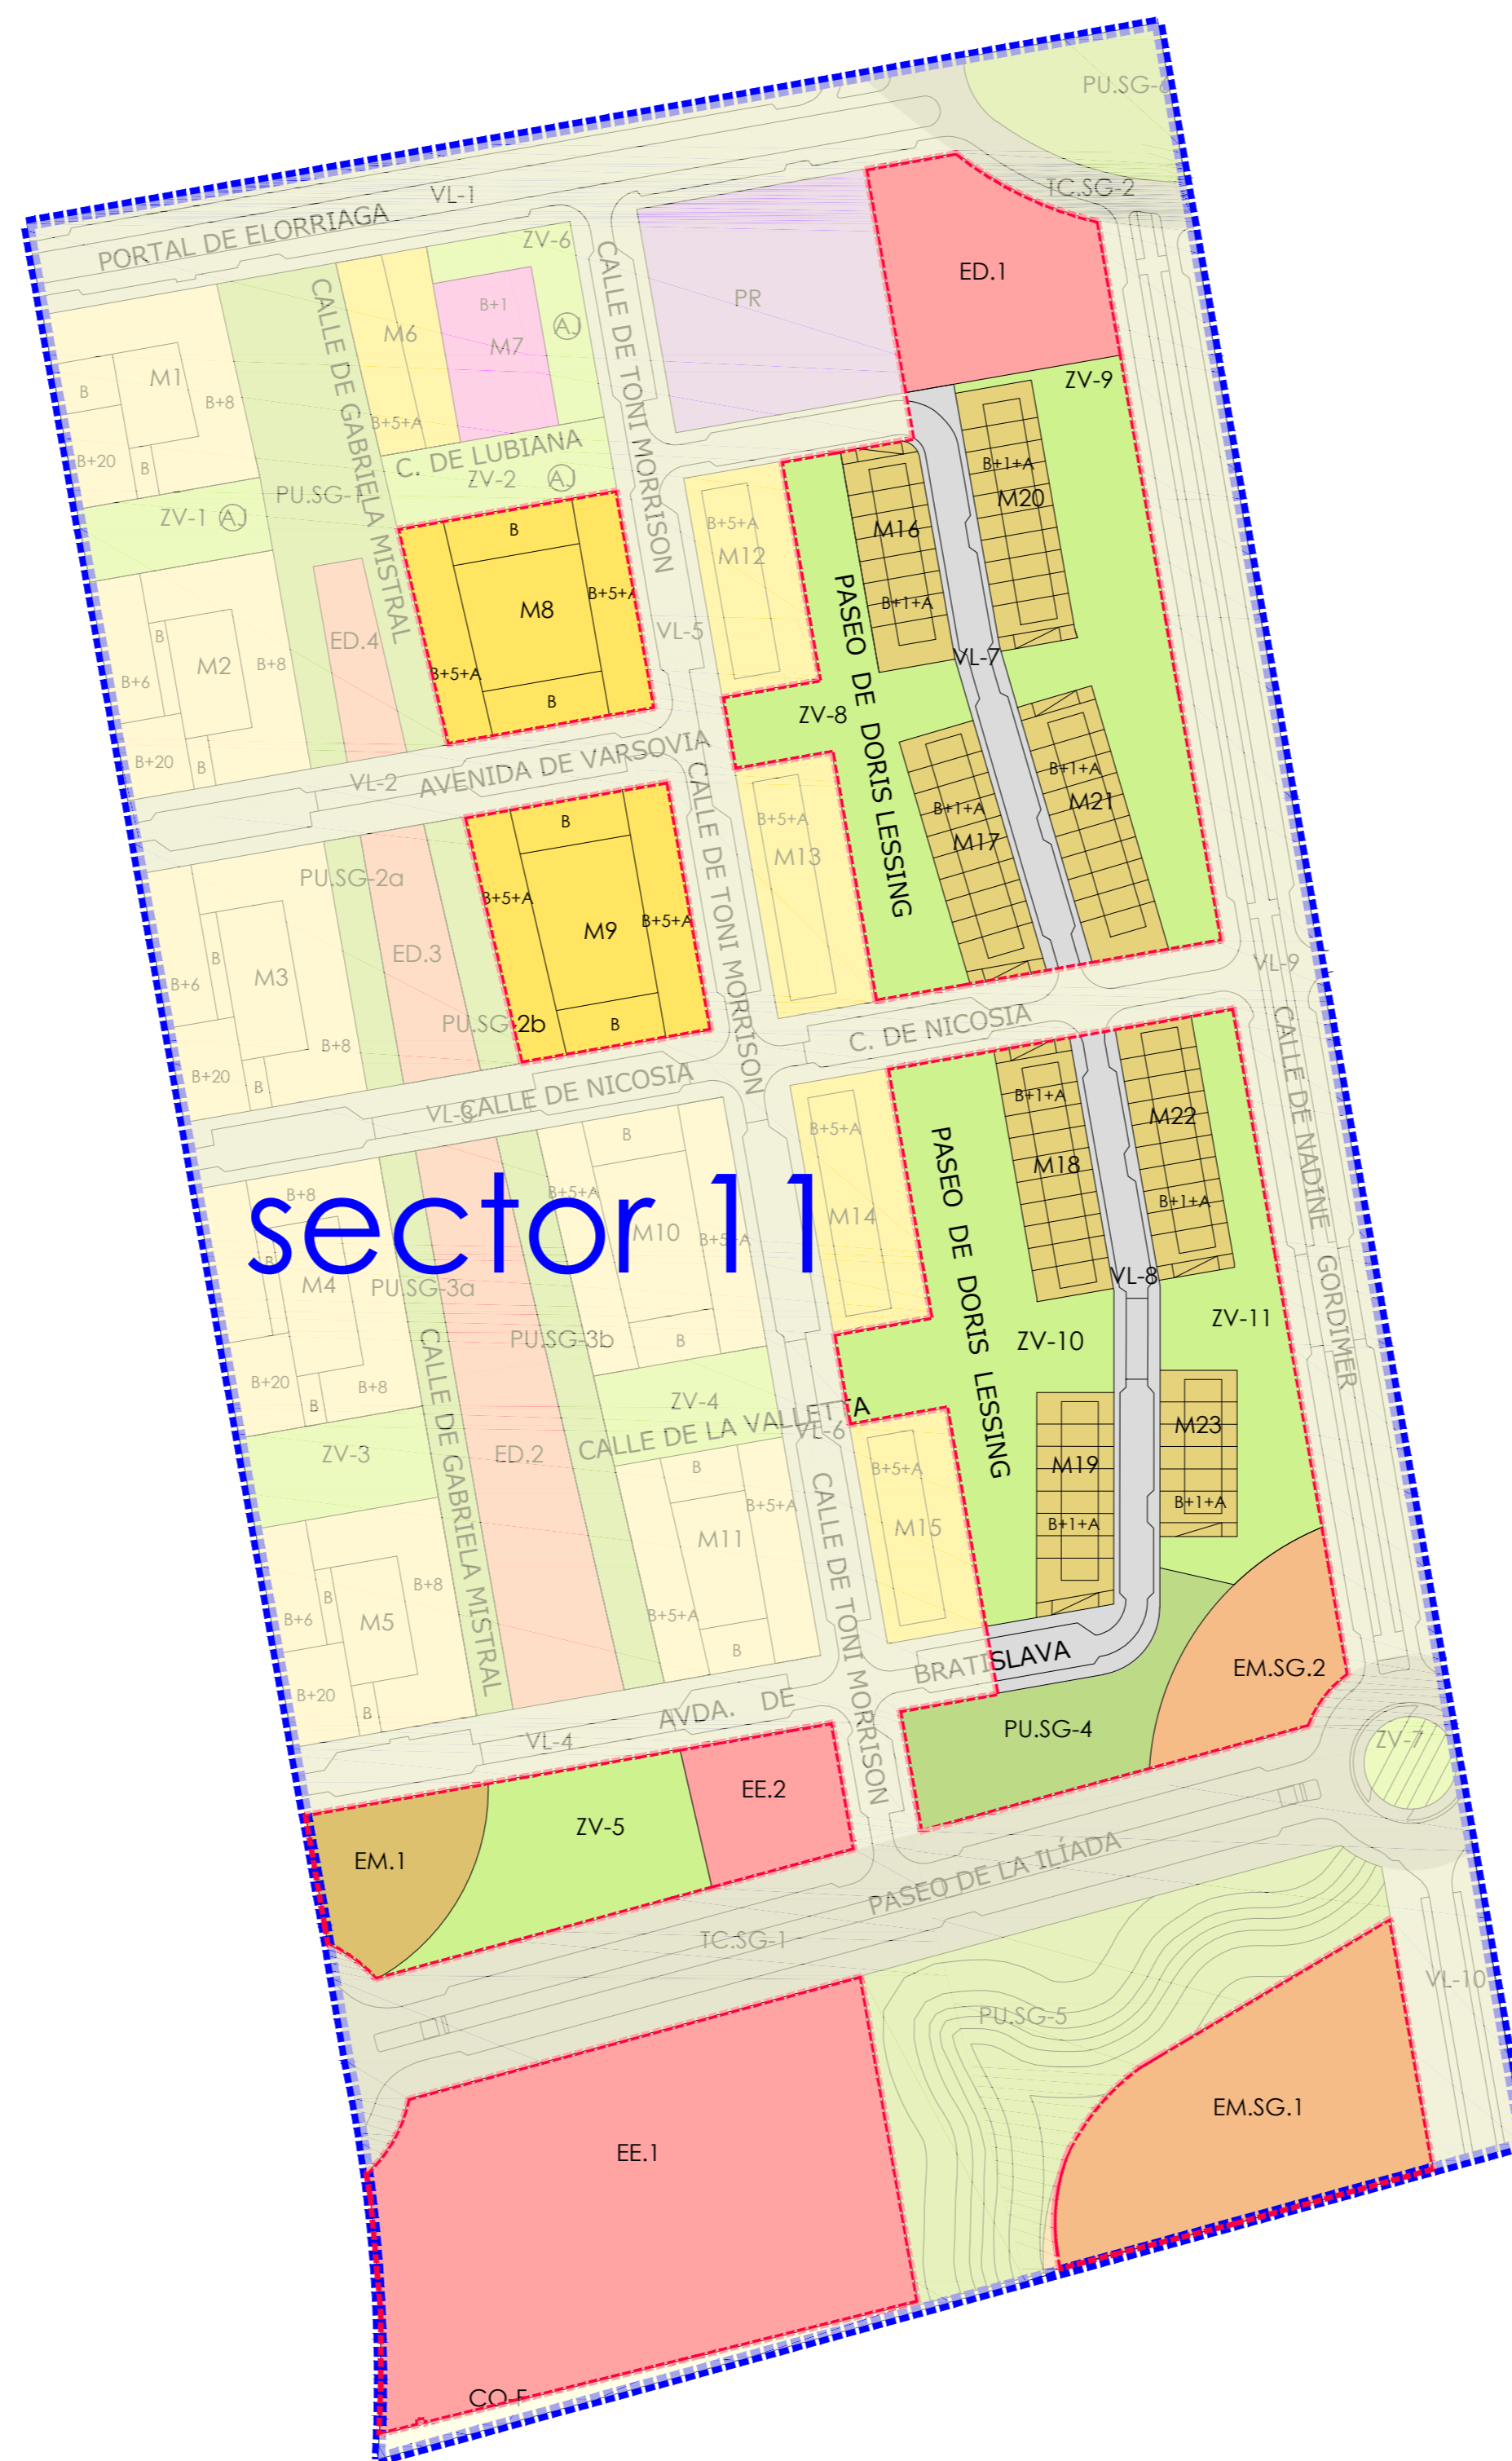 PU.SG-6
VL-1
TC.SG-2
PORTAL DE ELORRIAGA
ZV-6
ED.1
CALLE DE GABRIELA MISTRAL
CALLE DE TONI MORRISON
B+1
AJ
PR
M6
M7
M1
B
B+8
B+5+A
ZV-9
C. DE LUBIANA
B+20
B
ZV-2
AJ
B+1+A
M20
PU.SG-1
ZV-1
AJ
B
B+5+A
M12
M16
B+5+A
M8
B+1+A
PASEO DE DORIS LESSING
B
M2
B+8
ED.4
VL-5
VL-7
B+6
B+5+A
B
ZV-8
B+20
B
VL-2
AVENIDA DE VARSOVIA
CALLE DE TONI MORRISON
B+1+A
M21
B+1+A
M17
B
B+5+A
M13
PU.SG-2a
B+5+A
M9
B+5+A
ED.3
B
M3
B+6
VL-9
PU.SG-2b
B
C. DE NICOSIA
B+8
B+20
B
CALLE DE NICOSIA
VL-3
CALLE DE NADINE GORDIMER
B+1+A
M22
B
B+5+A
M18
PASEO DE DORIS LESSING
B+8
B+5+A
B+1+A
sector 11
M14
M10
B+5+A
B
M4
PU.SG-3a
VL-8
ZV-11
PU.SG-3b
B
ZV-10
CALLE DE GABRIELA MISTRAL
B+20
B+8
B
ZV-4
CALLE DE LA VALLETTA
VL-6
M23
ZV-3
ED.2
B
B+5+A
M19
CALLE DE TONI MORRISON
B+5+A
B+1+A
M11
M15
B+1+A
B+8
B
B+6
M5
B+5+A
B
BRATISLAVA
EM.SG.2
B+20
B
AVDA. DE
PU.SG-4
VL-4
ZV-7
EE.2
ZV-5
EM.1
PASEO DE LA ILÍADA
TC.SG-1
VL-10
PU.SG-5
EM.SG.1
EE.1